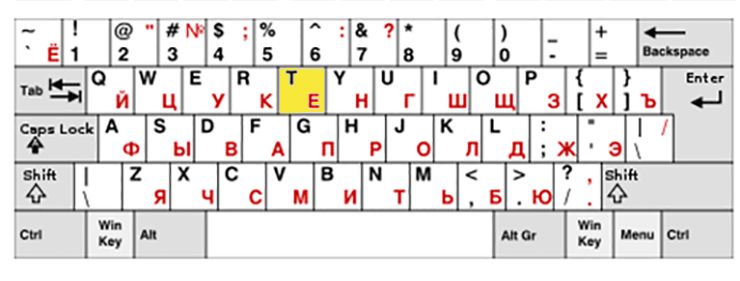 ~ ` Ё ! 1 @ " 2 # № 3 $ ; 4 % 5 ^ : 6 & ? 7 * 8 ( 9 ) 0 _ - + = Backspace
Tab Q Й W Ц E У R К T Е Y Н U Г I Ш O Щ P З { [ Х } ] Ъ Enter
Caps Lock A Ф S Ы D В F А G П H Р J О K Л L Д : ; Ж " ' Э | / \
Shift | \ Z Я X Ч C С V М B И N Т M Ь < , Б > . Ю ? , / . Shift
Ctrl Win Key Alt Alt Gr Win Key Menu Ctrl